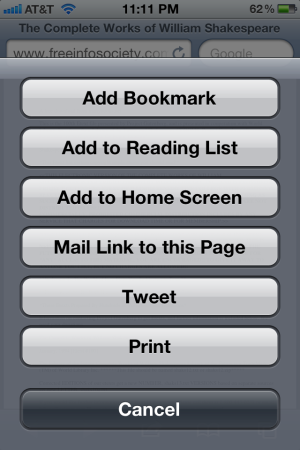 AT&T 11:11 PM 62%
The Complete Works of William Shakespeare
www.freeinfosociety.con Google
Add Bookmark
Add to Reading List
Add to Home Screen
Mail Link to this Page
Tweet
Print
Cancel